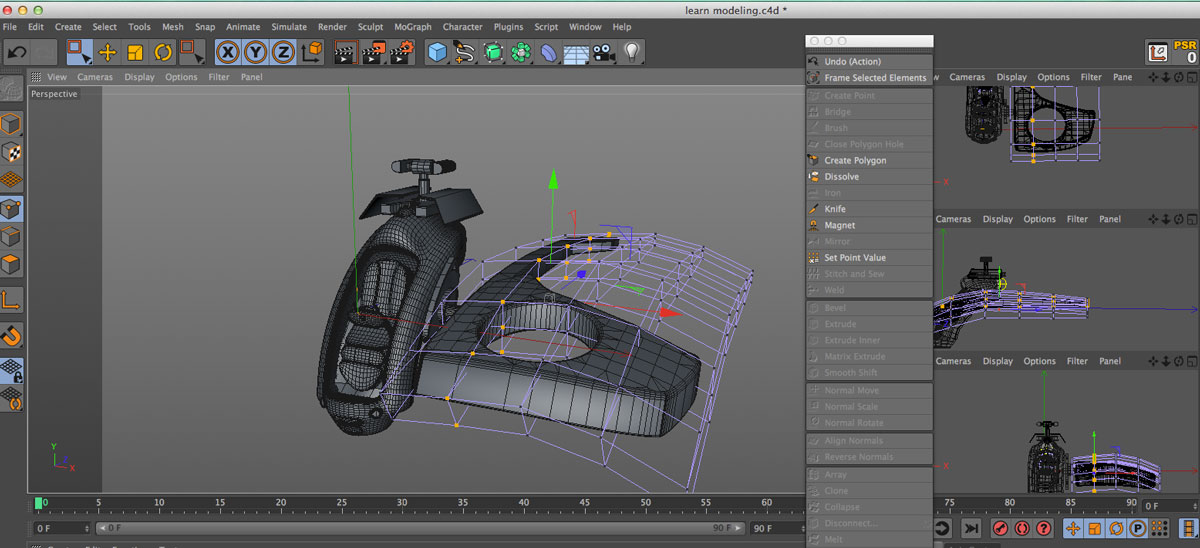 learn modeling.c4d *
File Edit Create Select Tools Mesh Snap Animate Simulate Render Sculpt MoGraph Character Plugins Script Window Help
X Y Z
PSR
0
View Cameras Display Options Filter Panel
Perspective
Undo (Action)
Frame Selected Elements
Create Point
Bridge
Brush
Close Polygon Hole
Create Polygon
Dissolve
Iron
Knife
Magnet
Mirror
Set Point Value
Stitch and Sew
Weld
Bevel
Extrude
Extrude Inner
Matrix Extrude
Smooth Shift
Normal Move
Normal Scale
Normal Rotate
Align Normals
Reverse Normals
Array
Clone
Collapse
Disconnect...
Melt
w Cameras Display Options Filter Pane
X
Cameras Display Options Filter Panel
Cameras Display Options Filter Panel
X
Y
X
0 5 10 15 20 25 30 35 40 45 50 55 60 75 80 85 90
0 F
0 F
0 F
90 F
90 F
P